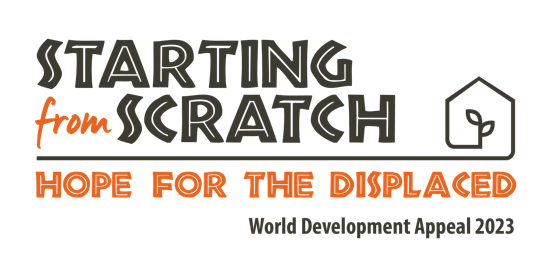 STARTING
from SCRATCH
HOPE FOR THE DISPLACED
World Development Appeal 2023